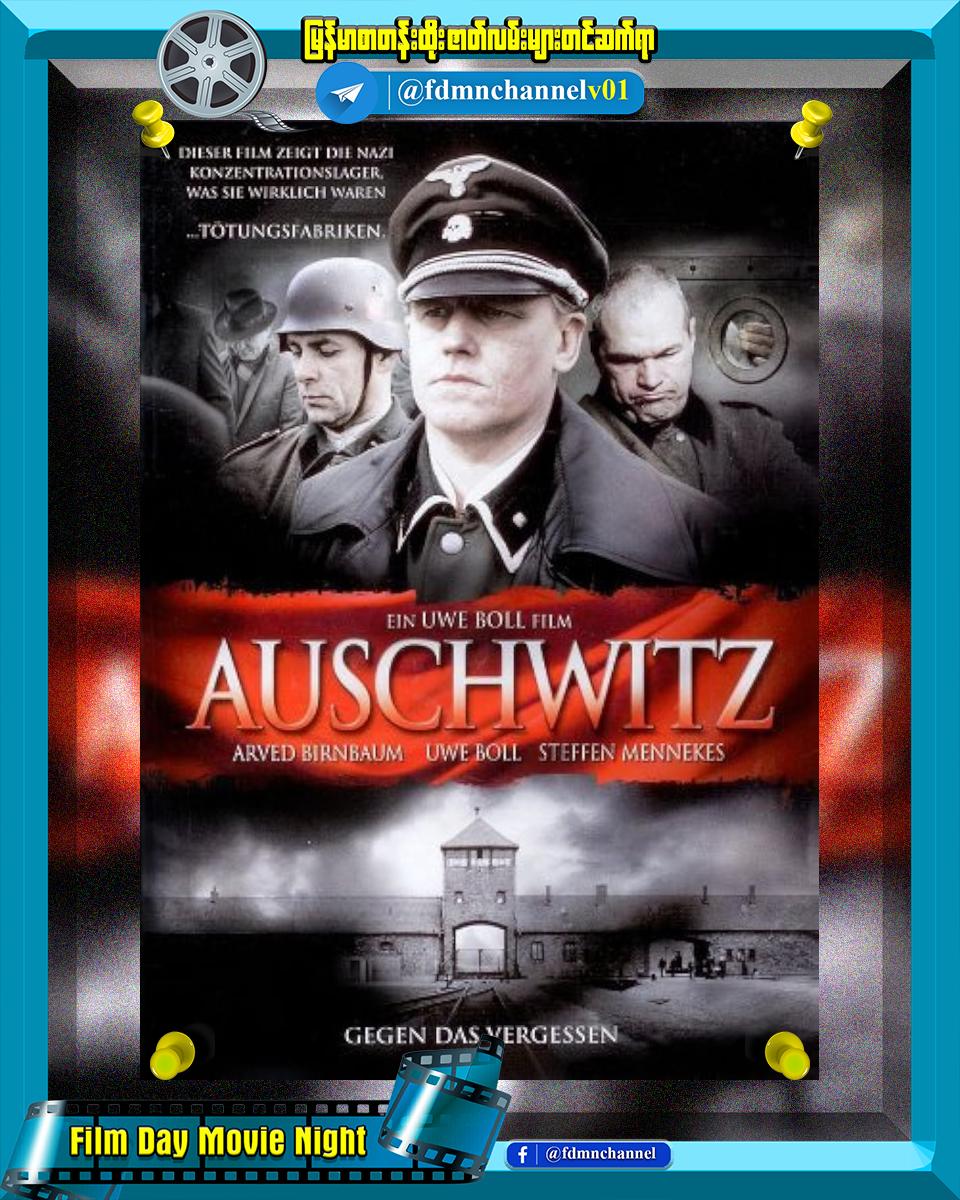 မြန်မာစာတန်းထိုးဇာတ်လမ်းများတင်ဆက်ရာ
@fdmnchannelv01
DIESER FILM ZEIGT DIE NAZI
KONZENTRATIONSLAGER,
WAS SIE WIRKLICH WAREN
...TÖTUNGSFABRIKEN.
EIN UWE BOLL FILM
AUSCHWITZ
ARVED BIRNBAUM UWE BOLL STEFFEN MENNEKES
GEGEN DAS VERGESSEN
Film Day Movie Night
@fdmnchannel